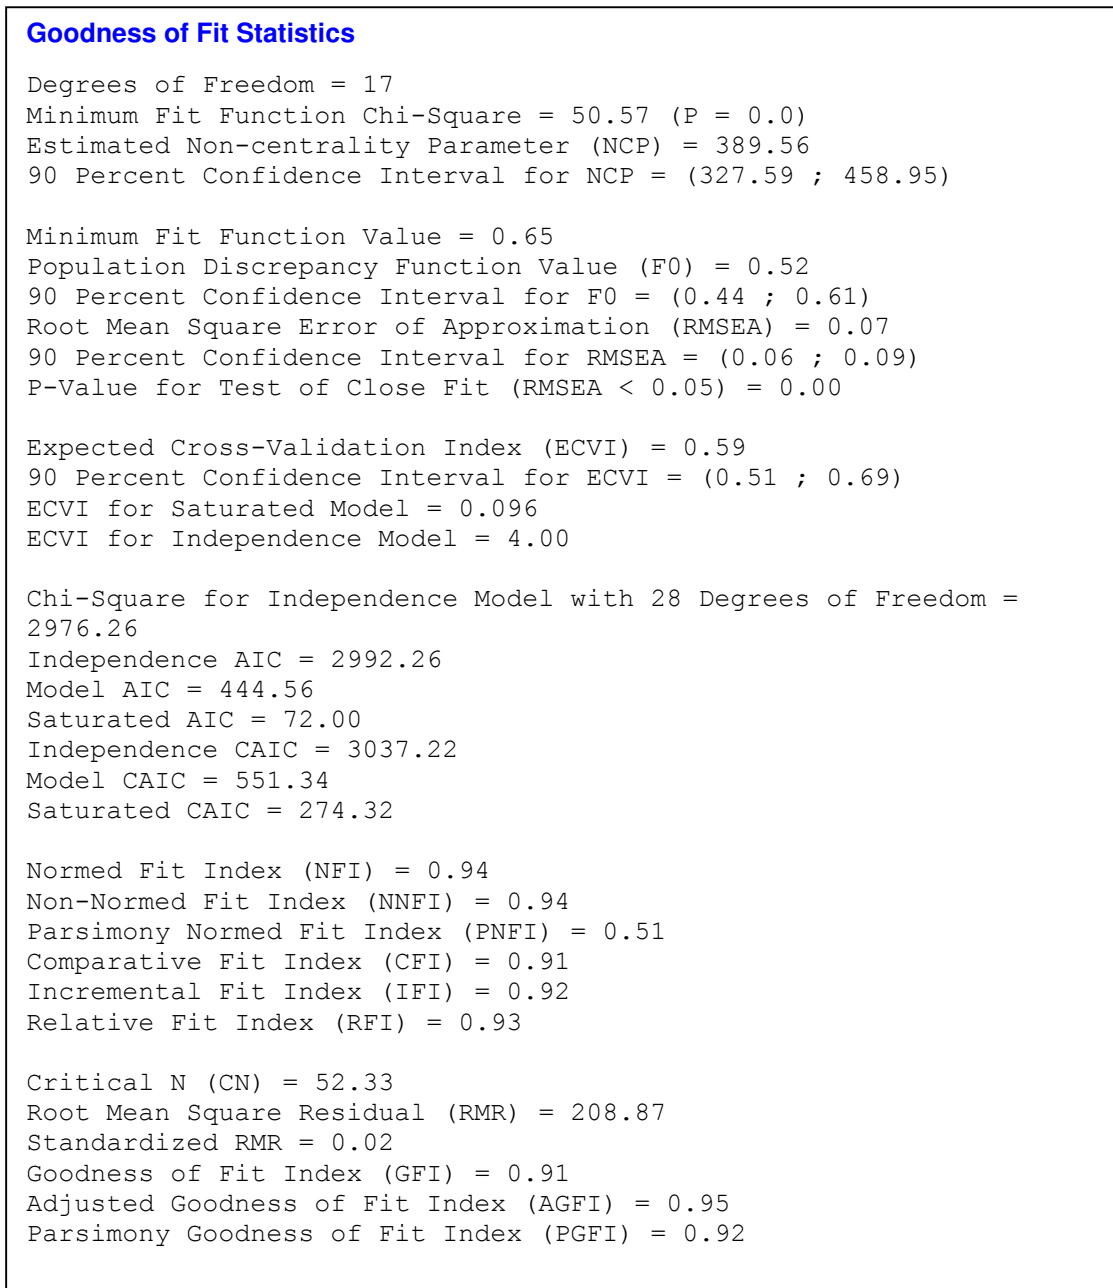 Goodness of Fit Statistics
Degrees of Freedom = 17
Minimum Fit Function Chi-Square = 50.57 (P = 0.0)
Estimated Non-centrality Parameter (NCP) = 389.56
90 Percent Confidence Interval for NCP = (327.59 ; 458.95)
Minimum Fit Function Value = 0.65
Population Discrepancy Function Value (F0) = 0.52
90 Percent Confidence Interval for F0 = (0.44 ; 0.61)
Root Mean Square Error of Approximation (RMSEA) = 0.07
90 Percent Confidence Interval for RMSEA = (0.06 ; 0.09)
P-Value for Test of Close Fit (RMSEA < 0.05) = 0.00
Expected Cross-Validation Index (ECVI) = 0.59
90 Percent Confidence Interval for ECVI = (0.51 ; 0.69)
ECVI for Saturated Model = 0.096
ECVI for Independence Model = 4.00
Chi-Square for Independence Model with 28 Degrees of Freedom =
2976.26
Independence AIC = 2992.26
Model AIC = 444.56
Saturated AIC = 72.00
Independence CAIC = 3037.22
Model CAIC = 551.34
Saturated CAIC = 274.32
Normed Fit Index (NFI) = 0.94
Non-Normed Fit Index (NNFI) = 0.94
Parsimony Normed Fit Index (PNFI) = 0.51
Comparative Fit Index (CFI) = 0.91
Incremental Fit Index (IFI) = 0.92
Relative Fit Index (RFI) = 0.93
Critical N (CN) = 52.33
Root Mean Square Residual (RMR) = 208.87
Standardized RMR = 0.02
Goodness of Fit Index (GFI) = 0.91
Adjusted Goodness of Fit Index (AGFI) = 0.95
Parsimony Goodness of Fit Index (PGFI) = 0.92